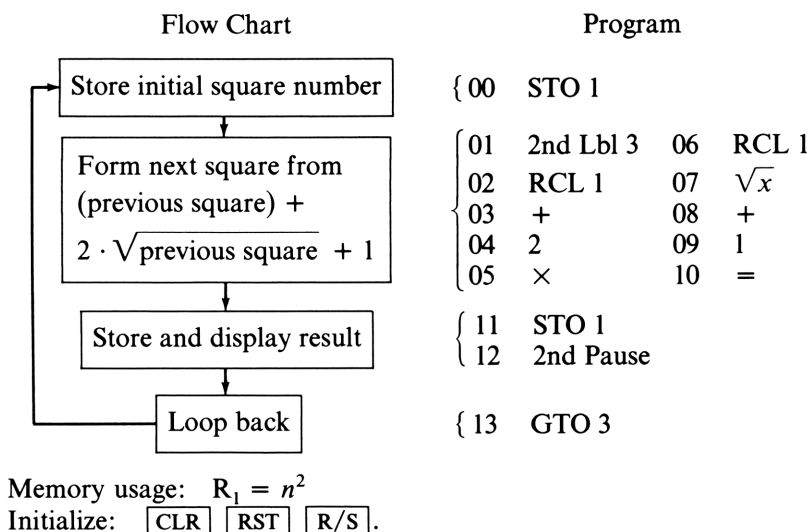 Flow Chart
Program
Store initial square number
{ 00 STO 1
Form next square from
(previous square) +
2 · √previous square + 1
01 2nd Lbl 3 06 RCL 1
02 RCL 1 07 √x
03 + 08 +
04 2 09 1
05 × 10 =
Store and display result
11 STO 1
12 2nd Pause
Loop back
{ 13 GTO 3
Memory usage: R₁ = n²
Initialize: CLR RST R/S .